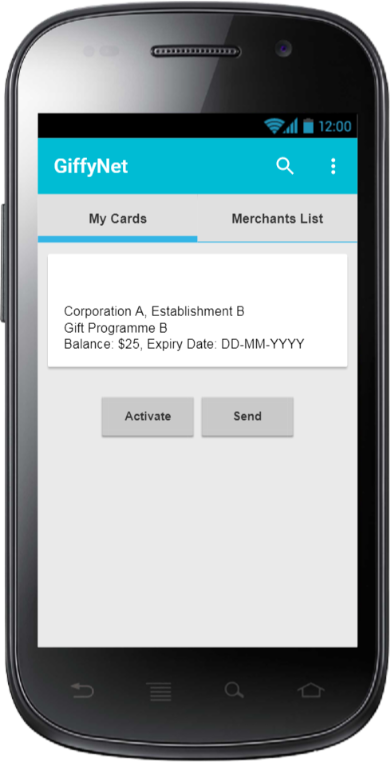 12:00
GiffyNet
My Cards
Merchants List
Corporation A, Establishment B
Gift Programme B
Balance: $25, Expiry Date: DD-MM-YYYY
Activate
Send